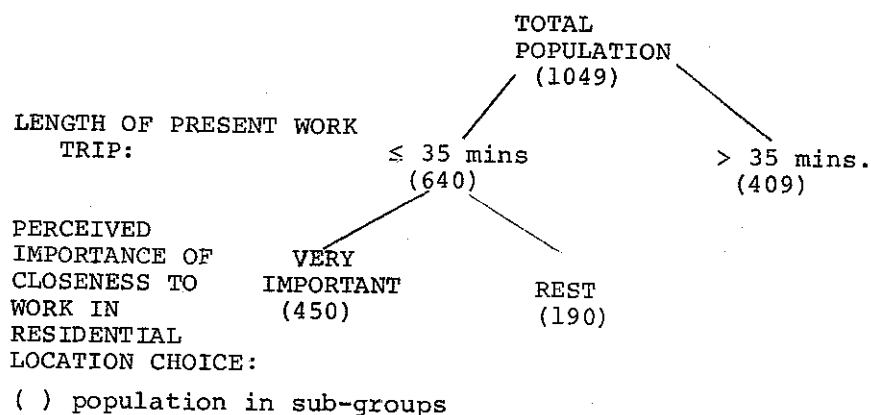 TOTAL
POPULATION
(1049)
LENGTH OF PRESENT WORK
TRIP:
≤ 35 mins
(640)
> 35 mins.
(409)
PERCEIVED
IMPORTANCE OF
CLOSENESS TO
WORK IN
RESIDENTIAL
LOCATION CHOICE:
VERY
IMPORTANT
(450)
REST
(190)
( ) population in sub-groups